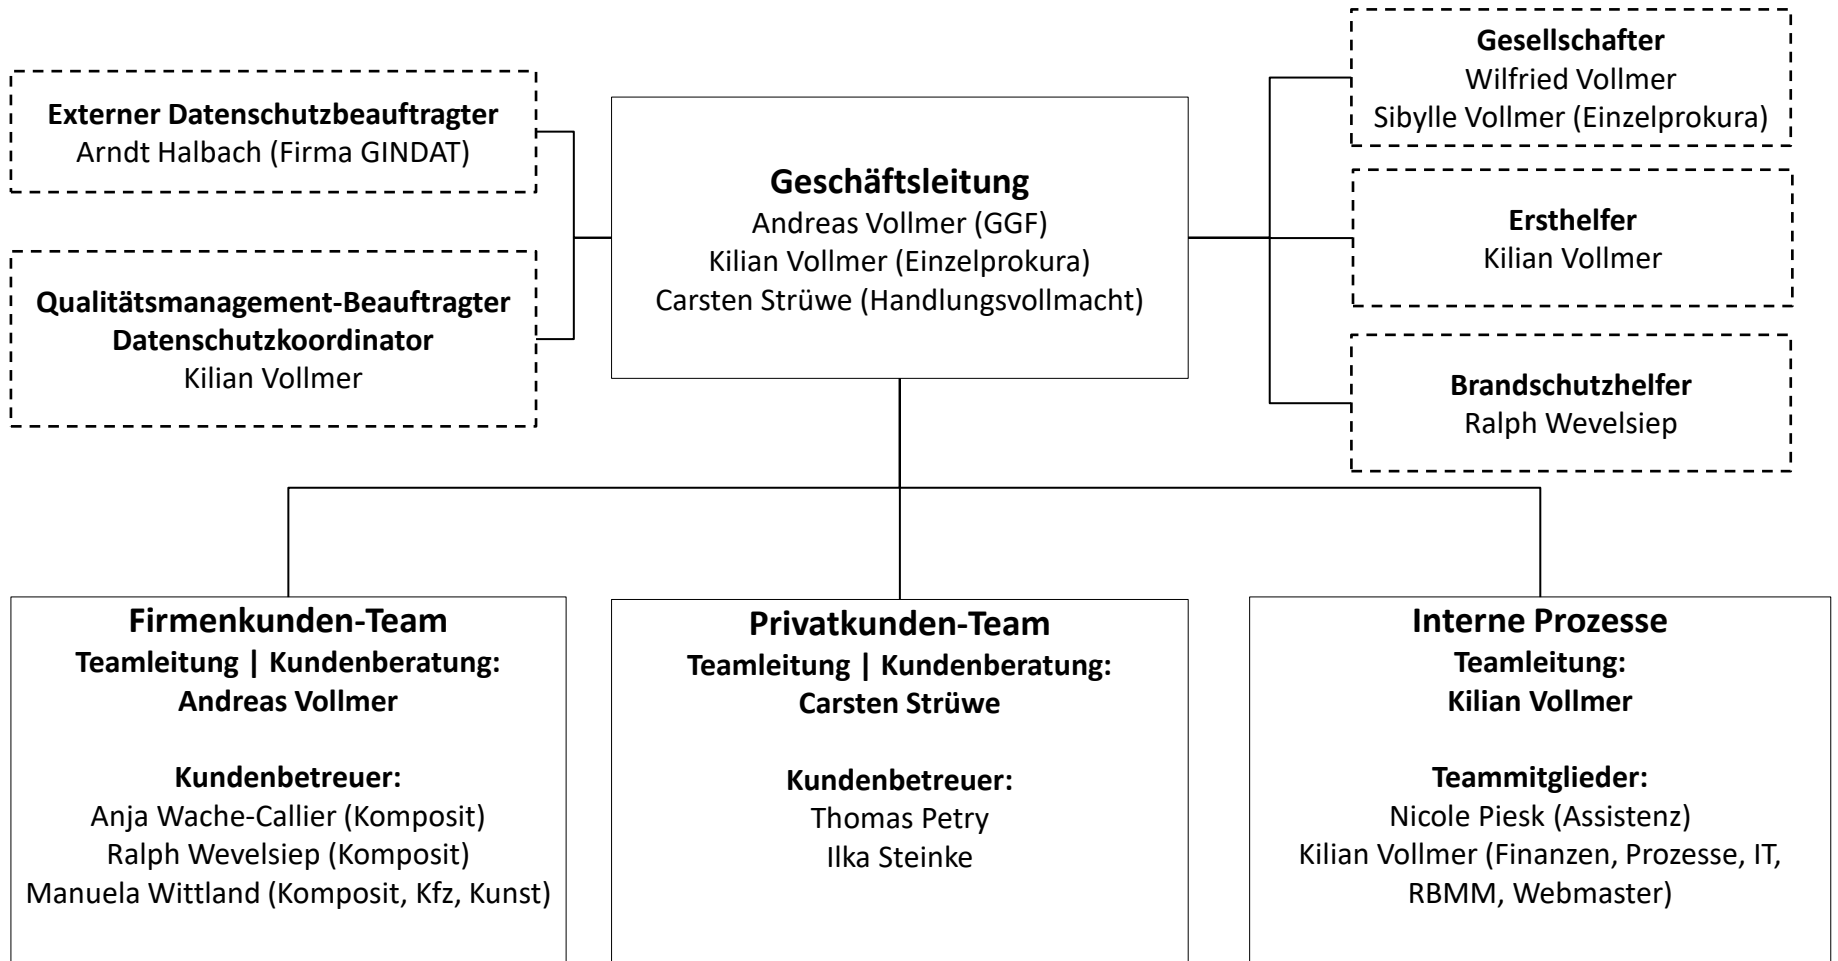 Externer Datenschutzbeauftragter
Arndt Halbach (Firma GINDAT)
Qualitätsmanagement-Beauftragter
Datenschutzkoordinator
Kilian Vollmer
Geschäftsleitung
Andreas Vollmer (GGF)
Kilian Vollmer (Einzelprokura)
Carsten Strüwe (Handlungsvollmacht)
Gesellschafter
Wilfried Vollmer
Sibylle Vollmer (Einzelprokura)
Ersthelfer
Kilian Vollmer
Brandschutzhelfer
Ralph Wevelsiep
Firmenkunden-Team
Teamleitung | Kundenberatung:
Andreas Vollmer
Kundenbetreuer:
Anja Wache-Callier (Komposit)
Ralph Wevelsiep (Komposit)
Manuela Wittland (Komposit, Kfz, Kunst)
Privatkunden-Team
Teamleitung | Kundenberatung:
Carsten Strüwe
Kundenbetreuer:
Thomas Petry
Ilka Steinke
Interne Prozesse
Teamleitung:
Kilian Vollmer
Teammitglieder:
Nicole Piesk (Assistenz)
Kilian Vollmer (Finanzen, Prozesse, IT,
RBMM, Webmaster)